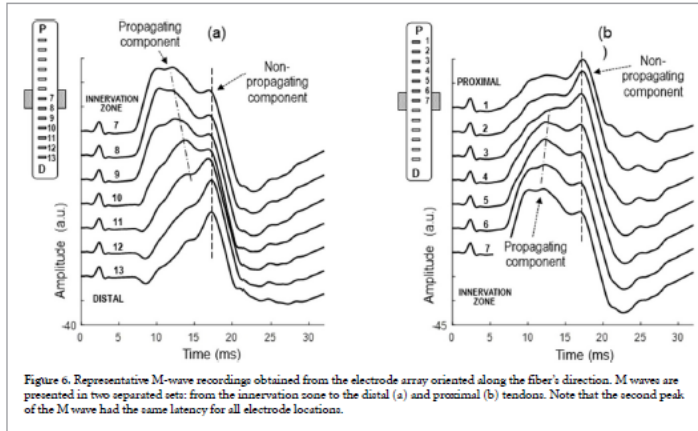 P
7
8
9
10
11
12
13
D
Propagating
component
(a)
Non-
propagating
component
INNERVATION
ZONE
7
8
9
10
11
12
13
DISTAL
Amplitude (a.u.)
-40
0 5 10 15 20 25 30
Time (ms)
P
1
2
3
4
5
6
7
D
(b
)
PROXIMAL
Non-
propagating
component
1
2
3
4
5
6
7
Propagating
component
INNERVATION
ZONE
Amplitude (a.u.)
-45
0 5 10 15 20 25 30
Time (ms)
Figure 6. Representative M-wave recordings obtained from the electrode array oriented along the fiber's direction. M waves are
presented in two separated sets: from the innervation zone to the distal (a) and proximal (b) tendons. Note that the second peak
of the M wave had the same latency for all electrode locations.